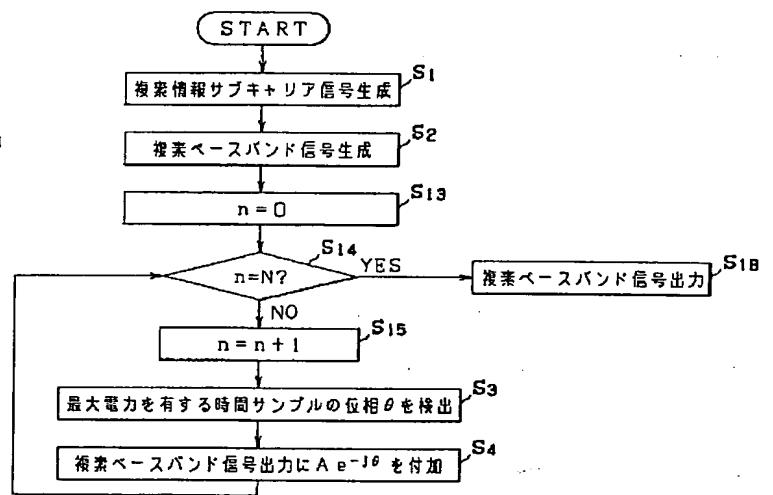 START
複素情報サブキャリア信号生成
S1
複素ベースバンド信号生成
S2
n=0
S13
n=N?
S14
YES
複素ベースバンド信号出力
S18
NO
n=n+1
S15
最大電力を有する時間サンプルの位相θを検出
S3
複素ベースバンド信号出力にA e-jθ を付加
S4